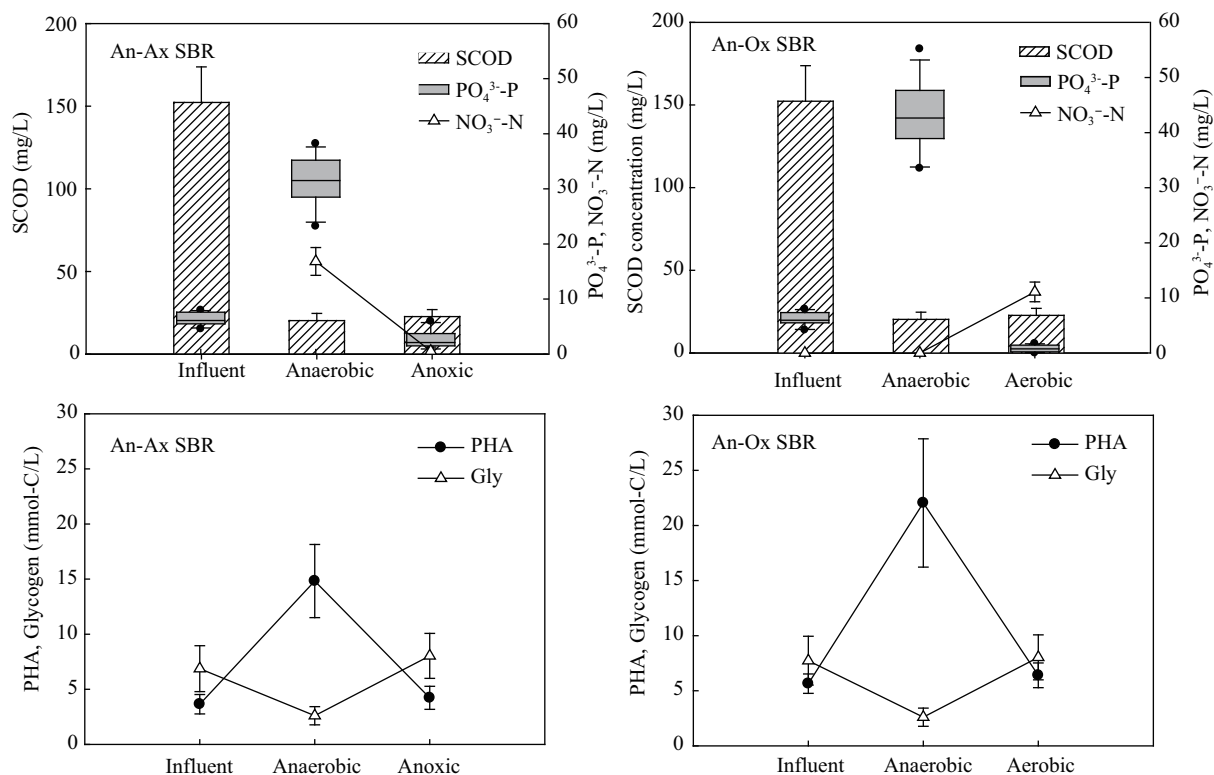 An-Ax SBR
SCOD
PO₄³⁻-P
NO₃⁻-N
SCOD (mg/L)
200
150
100
50
0
60
50
40
30
20
10
0
PO₄³⁻-P, NO₃⁻-N (mg/L)
Influent Anaerobic Anoxic
An-Ox SBR
SCOD
PO₄³⁻-P
NO₃⁻-N
SCOD concentration (mg/L)
200
150
100
50
0
60
50
40
30
20
10
0
PO₄³⁻-P, NO₃⁻-N (mg/L)
Influent Anaerobic Aerobic
An-Ax SBR
PHA
Gly
PHA, Glycogen (mmol-C/L)
30
25
20
15
10
5
0
Influent Anaerobic Anoxic
An-Ox SBR
PHA
Gly
PHA, Glycogen (mmol-C/L)
30
25
20
15
10
5
0
Influent Anaerobic Aerobic